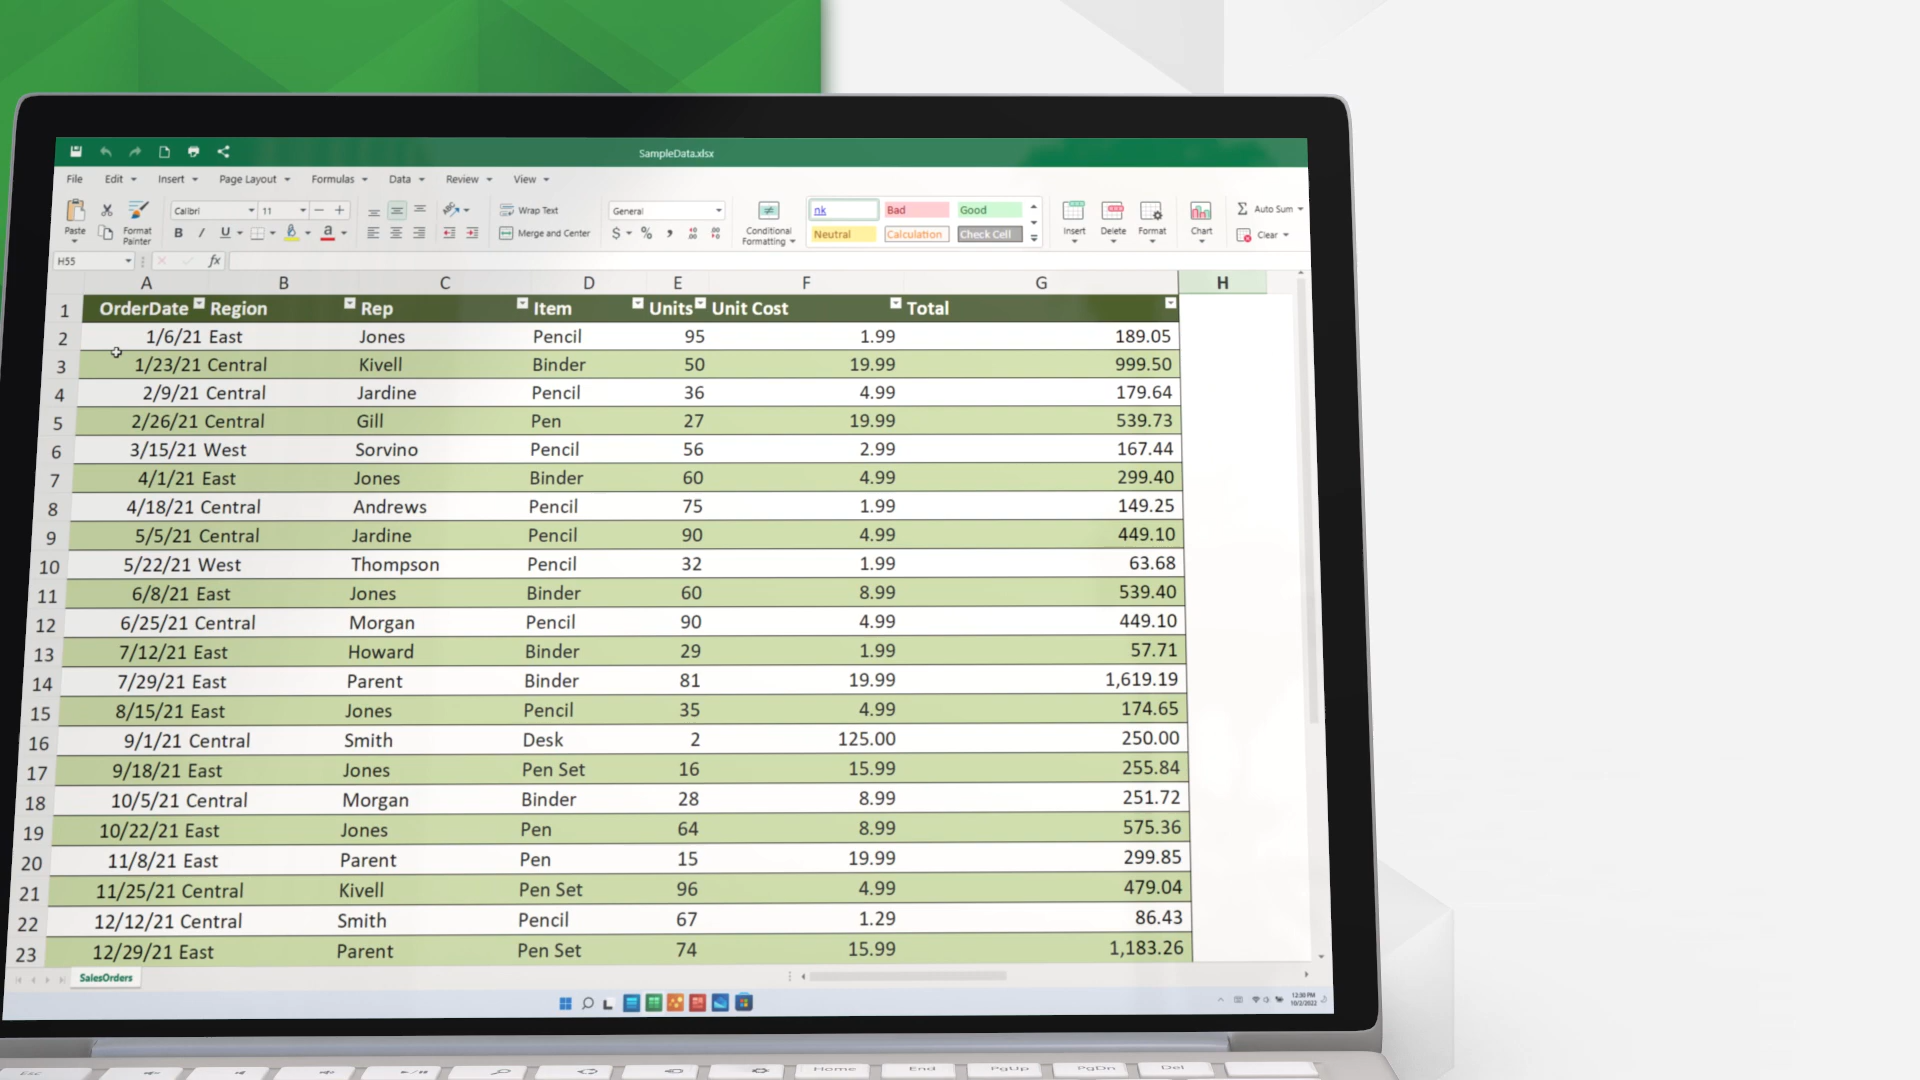 SampleData.xlsx
File Edit Insert Page Layout Formulas Data Review View
Paste Format Painter Calibri 11 Wrap Text General Conditional Formatting nk Bad Good Insert Delete Format Chart Auto Sum
B I U a Merge and Center $ % Neutral Calculation Check Cell Clear
H55 fx
A B C D E F G H
1 OrderDate Region Rep Item Units Unit Cost Total
2 1/6/21 East Jones Pencil 95 1.99 189.05
3 1/23/21 Central Kivell Binder 50 19.99 999.50
4 2/9/21 Central Jardine Pencil 36 4.99 179.64
5 2/26/21 Central Gill Pen 27 19.99 539.73
6 3/15/21 West Sorvino Pencil 56 2.99 167.44
7 4/1/21 East Jones Binder 60 4.99 299.40
8 4/18/21 Central Andrews Pencil 75 1.99 149.25
9 5/5/21 Central Jardine Pencil 90 4.99 449.10
10 5/22/21 West Thompson Pencil 32 1.99 63.68
11 6/8/21 East Jones Binder 60 8.99 539.40
12 6/25/21 Central Morgan Pencil 90 4.99 449.10
13 7/12/21 East Howard Binder 29 1.99 57.71
14 7/29/21 East Parent Binder 81 19.99 1,619.19
15 8/15/21 East Jones Pencil 35 4.99 174.65
16 9/1/21 Central Smith Desk 2 125.00 250.00
17 9/18/21 East Jones Pen Set 16 15.99 255.84
18 10/5/21 Central Morgan Binder 28 8.99 251.72
19 10/22/21 East Jones Pen 64 8.99 575.36
20 11/8/21 East Parent Pen 15 19.99 299.85
21 11/25/21 Central Kivell Pen Set 96 4.99 479.04
22 12/12/21 Central Smith Pencil 67 1.29 86.43
23 12/29/21 East Parent Pen Set 74 15.99 1,183.26
SalesOrders
12:30 PM
10/2/2022
Esc Home End PgUp PgDn Del